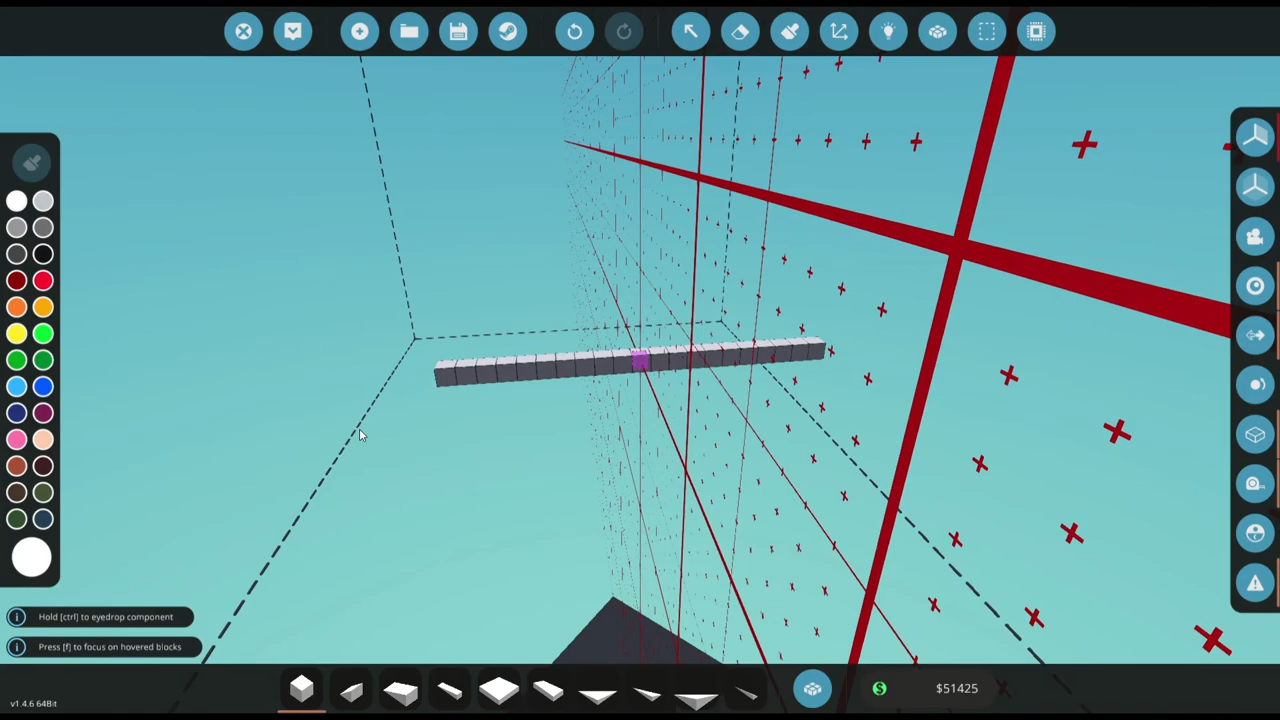 Hold [ctrl] to eyedrop component
Press [f] to focus on hovered blocks
v1.4.6 64Bit
$ $51425